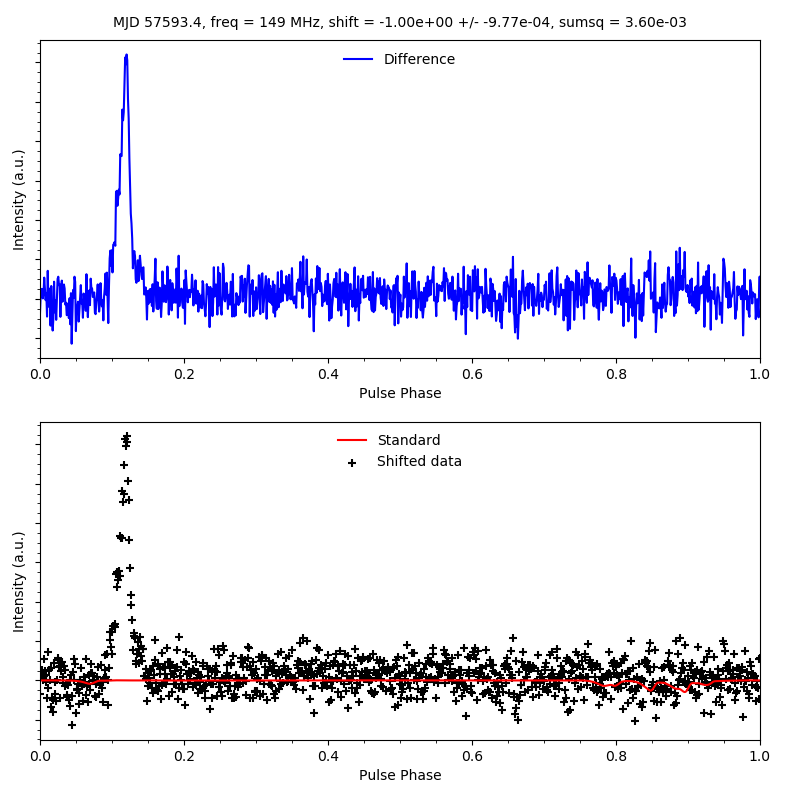 MJD 57593.4, freq = 149 MHz, shift = -1.00e+00 +/- -9.77e-04, sumsq = 3.60e-03
Difference
Intensity (a.u.)
0.0 0.2 0.4 0.6 0.8 1.0
Pulse Phase
Standard
Shifted data
Intensity (a.u.)
0.0 0.2 0.4 0.6 0.8 1.0
Pulse Phase